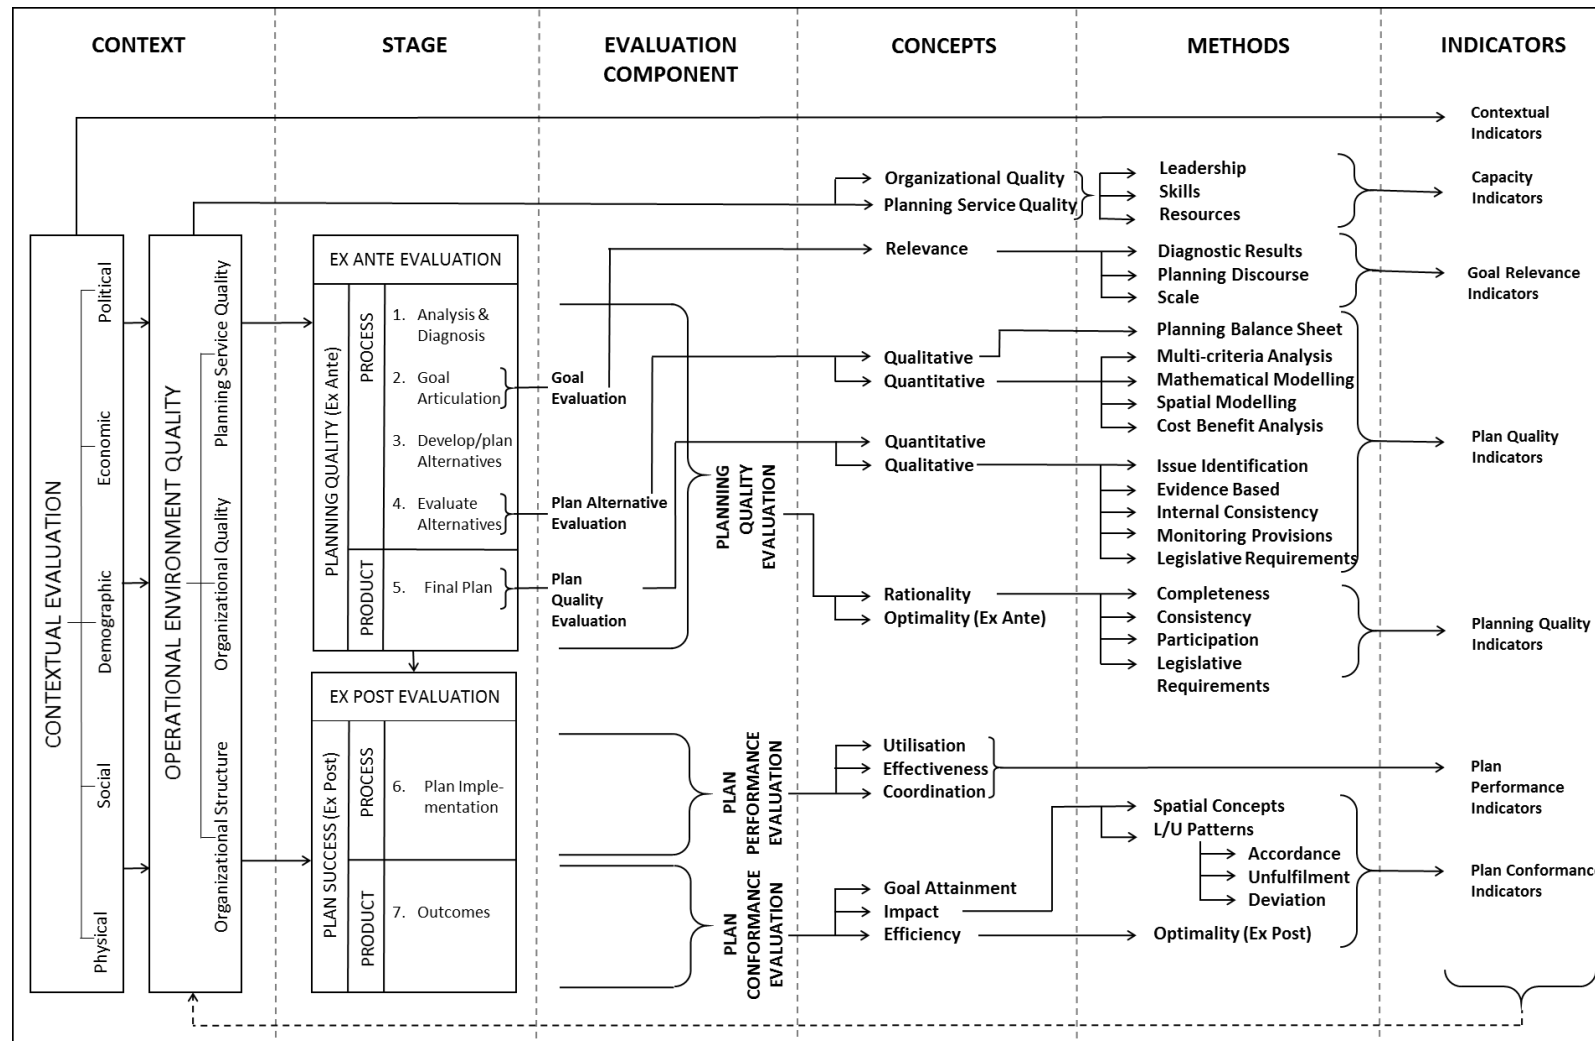 CONTEXT
STAGE
EVALUATION
COMPONENT
CONCEPTS
METHODS
INDICATORS
CONTEXTUAL EVALUATION
Political
Economic
Demographic
Social
Physical
OPERATIONAL ENVIRONMENT QUALITY
Planning Service Quality
Organizational Quality
Organizational Structure
EX ANTE EVALUATION
PLANNING QUALITY (Ex Ante)
PROCESS
1. Analysis &
Diagnosis
2. Goal
Articulation
3. Develop/plan
Alternatives
4. Evaluate
Alternatives
PRODUCT
5. Final Plan
EX POST EVALUATION
PLAN SUCCESS (Ex Post)
PROCESS
6. Plan Imple-
mentation
PRODUCT
7. Outcomes
Goal
Evaluation
Plan Alternative
Evaluation
Plan
Quality
Evaluation
PLANNING
QUALITY
EVALUATION
PLAN
PERFORMANCE
EVALUATION
PLAN
CONFORMANCE
EVALUATION
Organizational Quality
Planning Service Quality
Relevance
Qualitative
Quantitative
Quantitative
Qualitative
Rationality
Optimality (Ex Ante)
Utilisation
Effectiveness
Coordination
Goal Attainment
Impact
Efficiency
Leadership
Skills
Resources
Diagnostic Results
Planning Discourse
Scale
Planning Balance Sheet
Multi-criteria Analysis
Mathematical Modelling
Spatial Modelling
Cost Benefit Analysis
Issue Identification
Evidence Based
Internal Consistency
Monitoring Provisions
Legislative Requirements
Completeness
Consistency
Participation
Legislative
Requirements
Spatial Concepts
L/U Patterns
Accordance
Unfulfilment
Deviation
Optimality (Ex Post)
Contextual
Indicators
Capacity
Indicators
Goal Relevance
Indicators
Plan Quality
Indicators
Planning Quality
Indicators
Plan
Performance
Indicators
Plan Conformance
Indicators